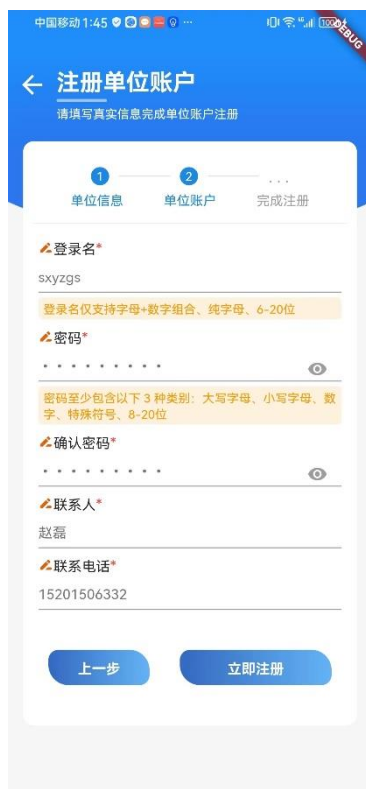 中国移动 1:45
DEBUG
注册单位账户
请填写真实信息完成单位账户注册
1 2 ...
单位信息 单位账户 完成注册
登录名*
sxyzgs
登录名仅支持字母+数字组合、纯字母、6-20位
密码*
• • • • • • • • •
密码至少包含以下3种类别：大写字母、小写字母、数
字、特殊符号、8-20位
确认密码*
• • • • • • • • •
联系人*
赵磊
联系电话*
15201506332
上一步 立即注册